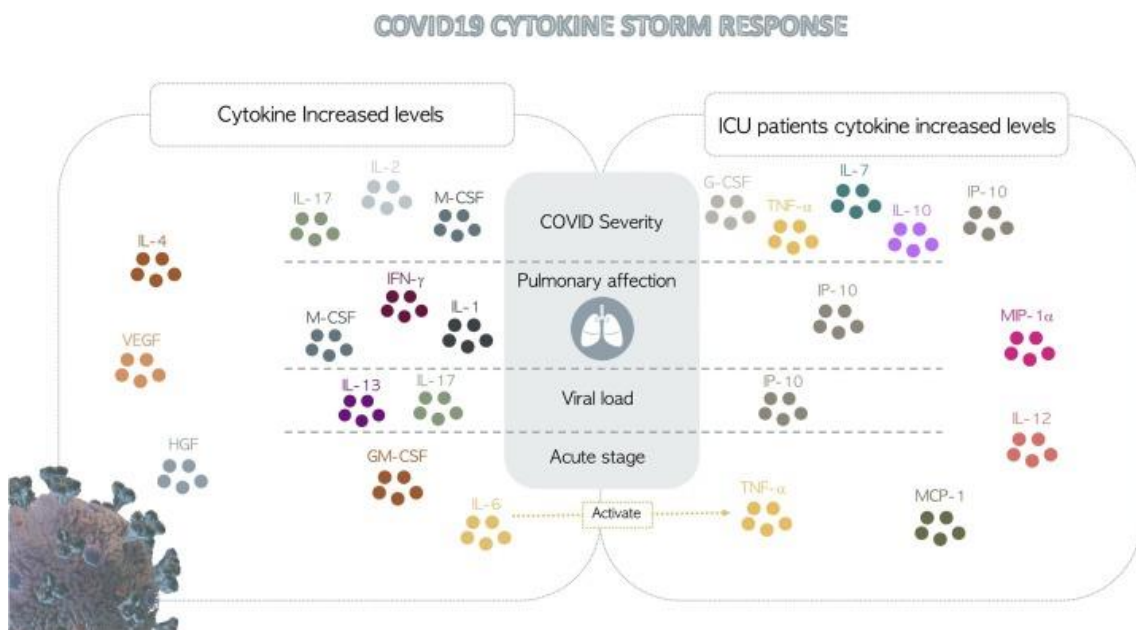 COVID19 CYTOKINE STORM RESPONSE
Cytokine Increased levels
ICU patients cytokine increased levels
IL-2
IL-17
M-CSF
IL-4
COVID Severity
G-CSF
TNF-α
IL-7
IL-10
IP-10
Pulmonary affection
IFN-γ
M-CSF
IL-1
VEGF
IP-10
MIP-1α
IL-13
IL-17
Viral load
IP-10
IL-12
HGF
GM-CSF
Acute stage
IL-6
Activate
TNF-α
MCP-1